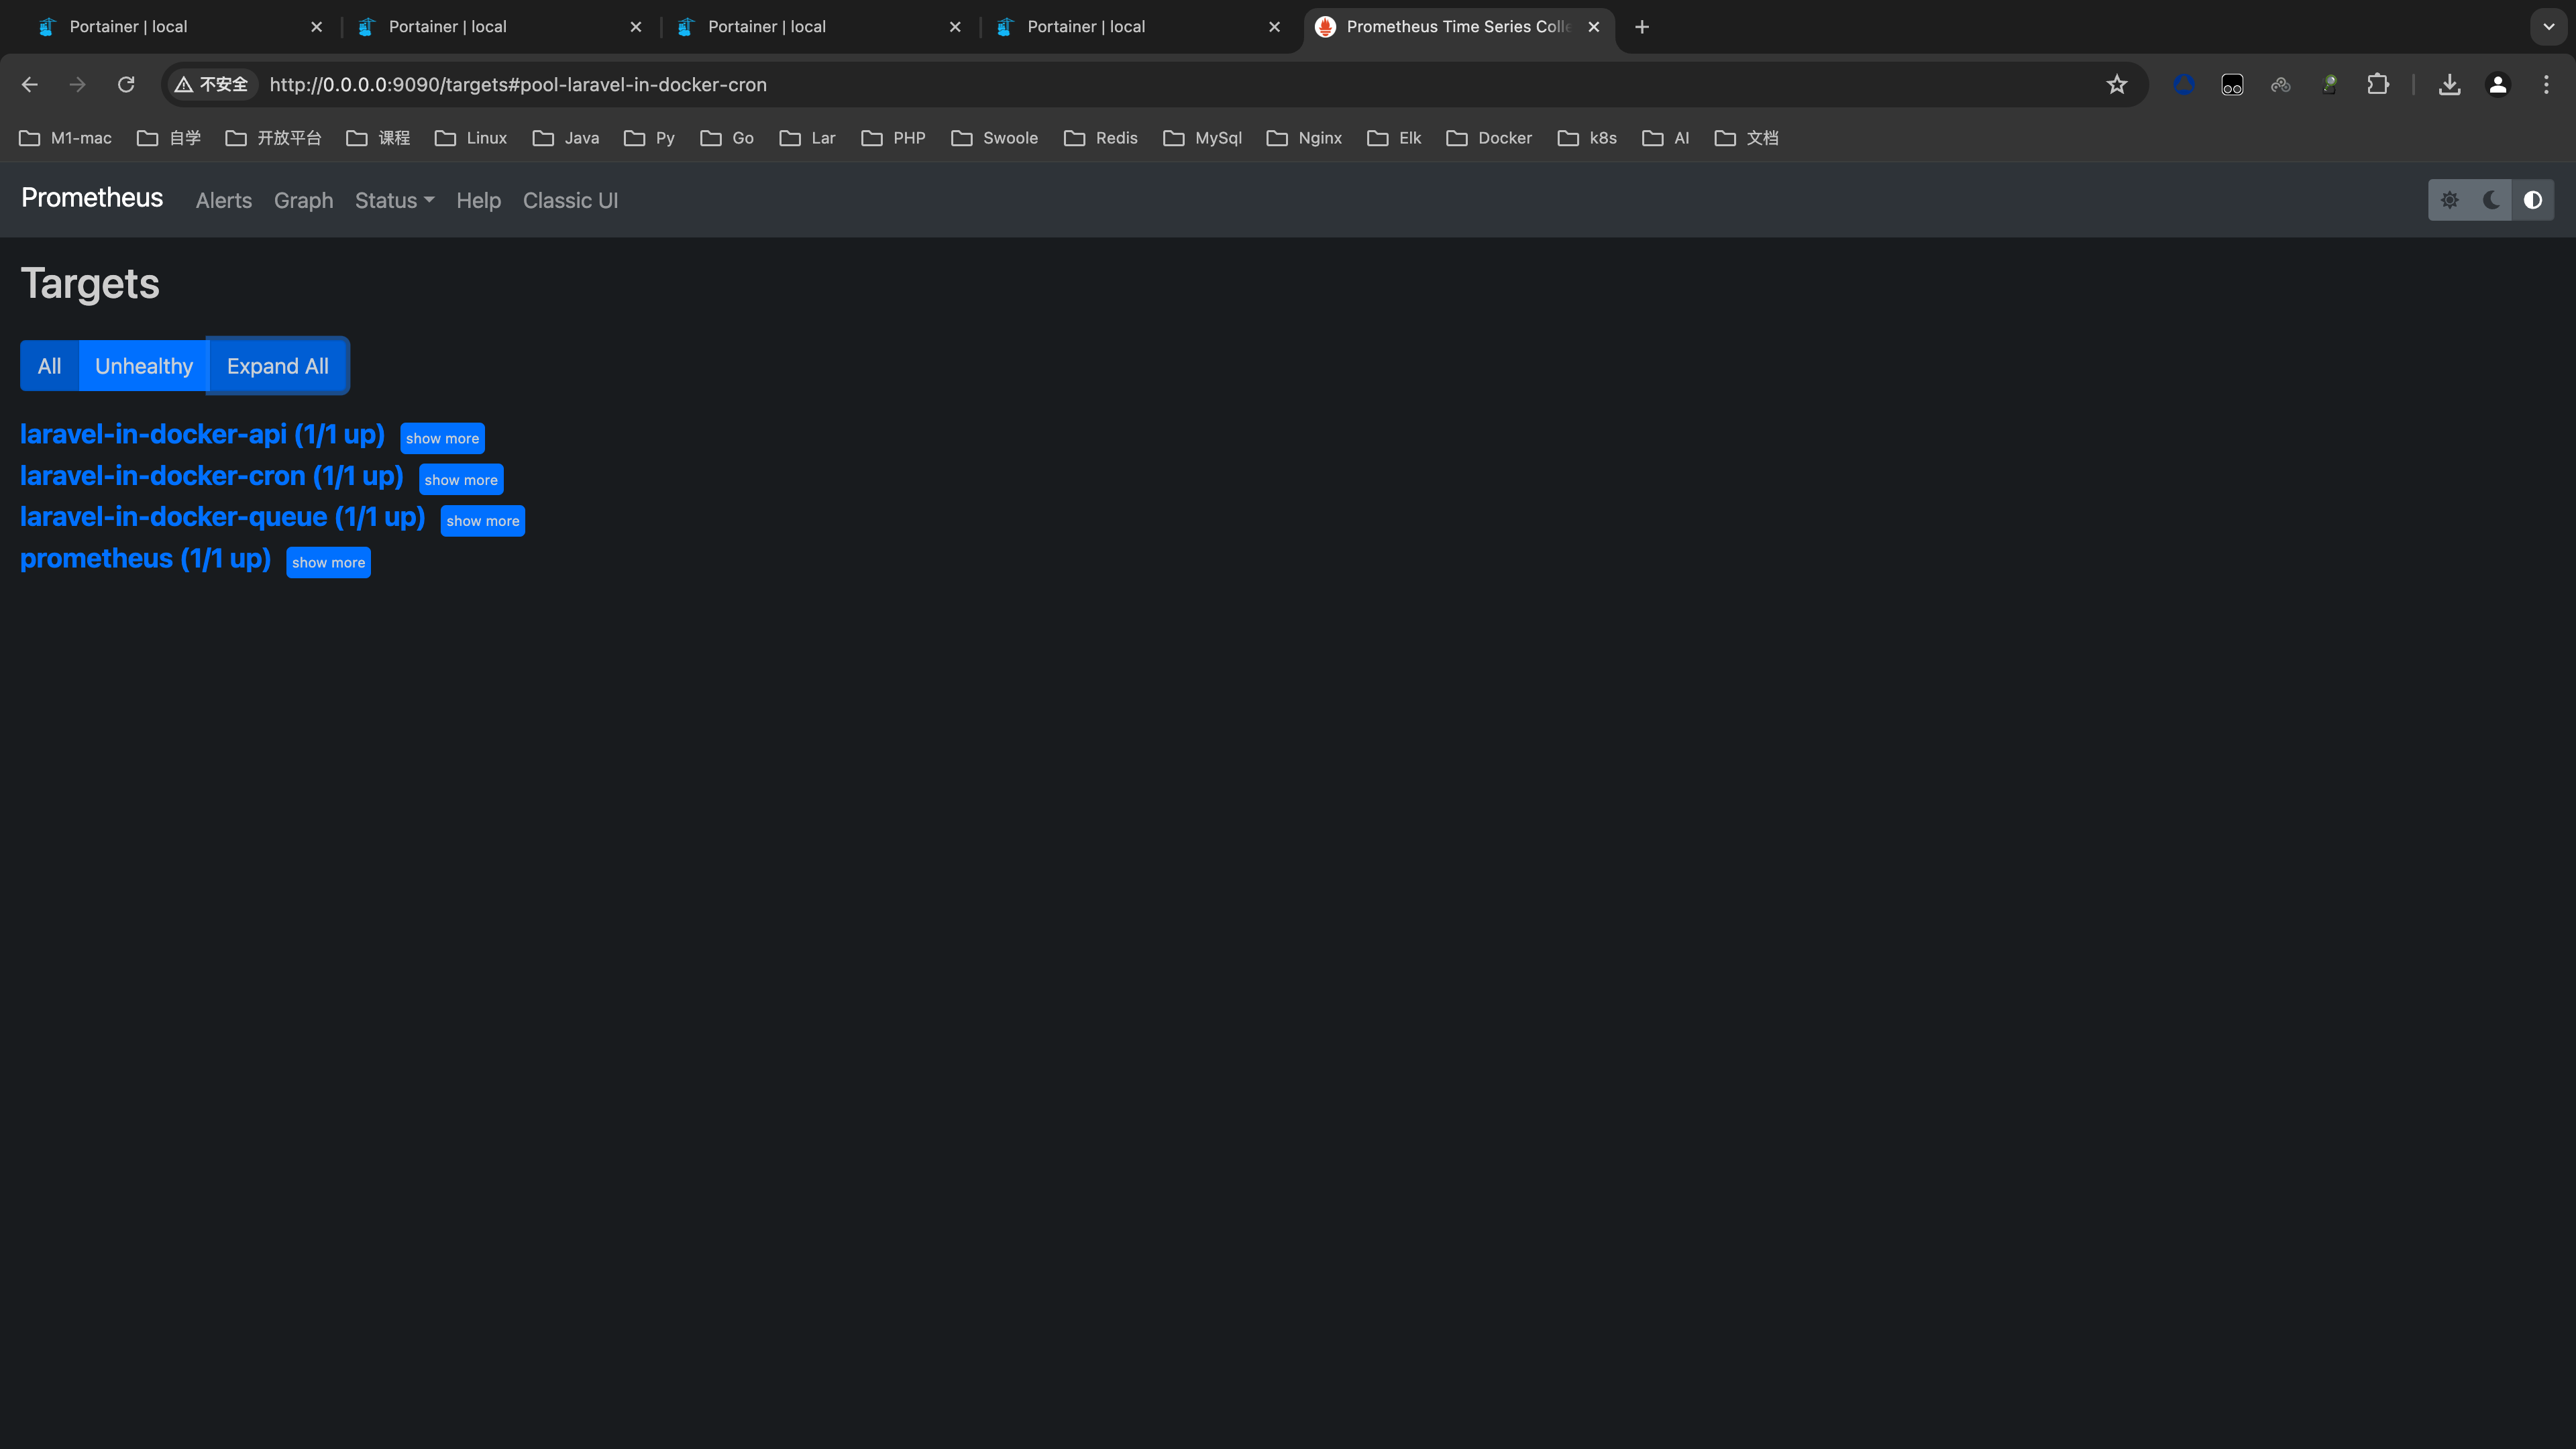 Portainer | local
Portainer | local
Portainer | local
Portainer | local
Prometheus Time Series Colle
不安全
http://0.0.0.0:9090/targets#pool-laravel-in-docker-cron
M1-mac
自学
开放平台
课程
Linux
Java
Py
Go
Lar
PHP
Swoole
Redis
MySql
Nginx
Elk
Docker
k8s
AI
文档
Prometheus
Alerts
Graph
Status
Help
Classic UI
Targets
All
Unhealthy
Expand All
laravel-in-docker-api (1/1 up) show more
laravel-in-docker-cron (1/1 up) show more
laravel-in-docker-queue (1/1 up) show more
prometheus (1/1 up) show more